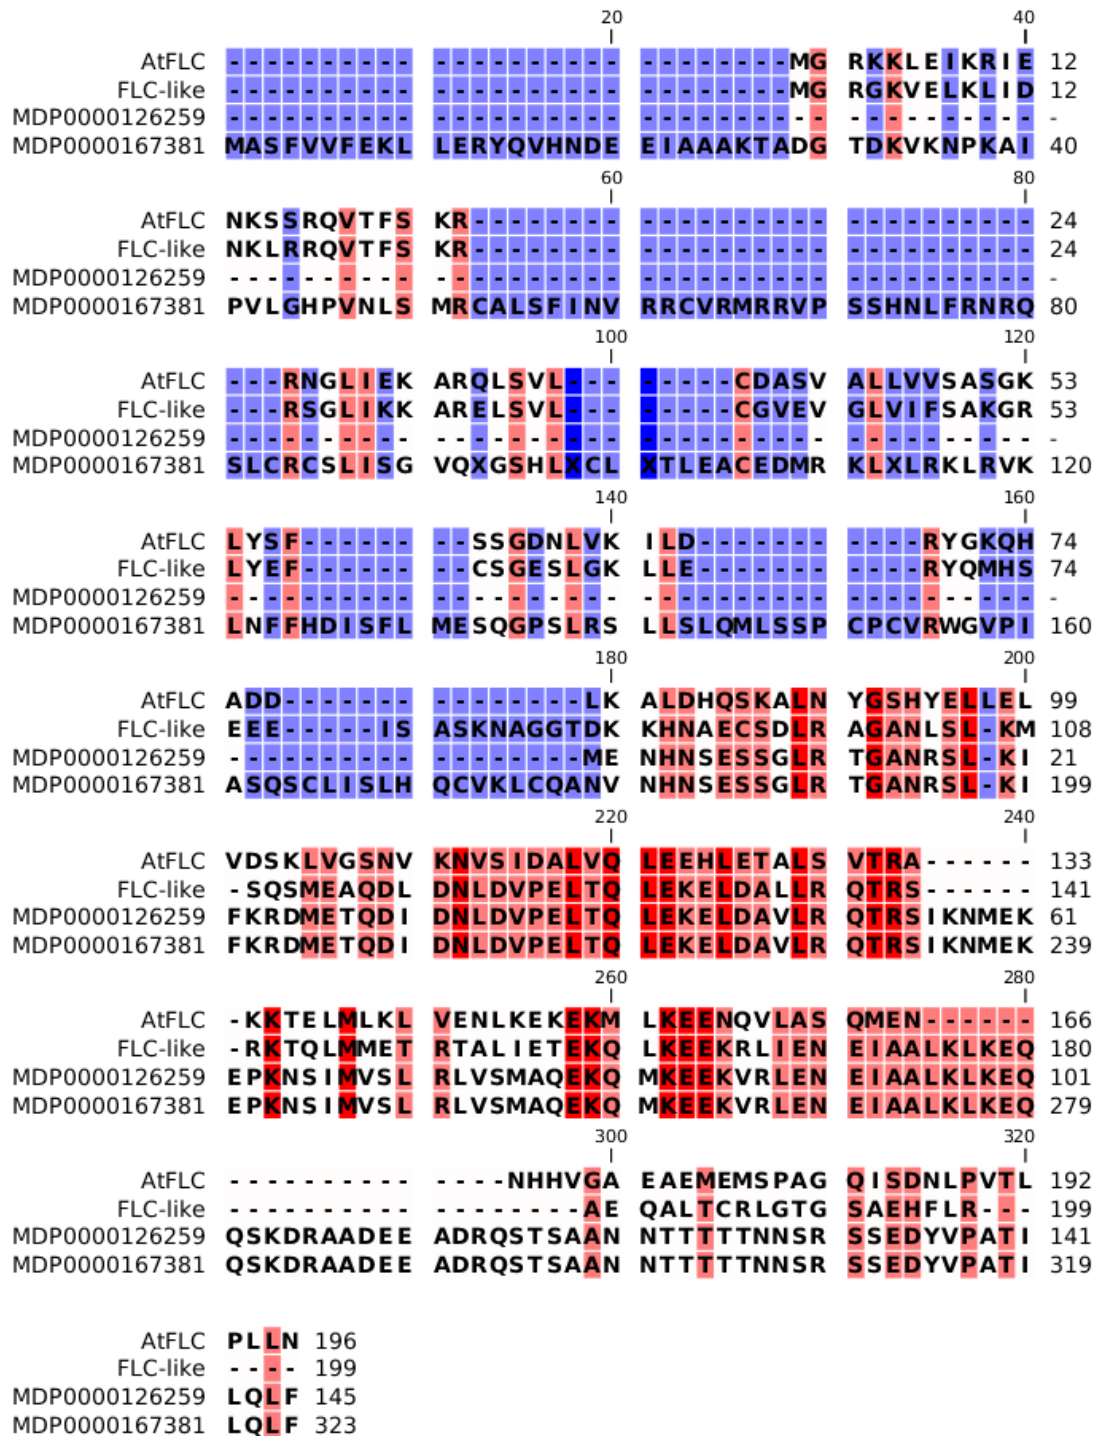 20 40
AtFLC ---------- ---------- --------MG RKKLEIKRIE 12
FLC-like ---------- ---------- --------MG RGKVELKLID 12
MDP0000126259 ---------- ---------- ---------- ---------- -
MDP0000167381 MASFVVFEKL LERYQVHNDE EIAAAKTADG TDKVKNPKAI 40
60 80
AtFLC NKSSRQVTFS KR-------- ---------- ---------- 24
FLC-like NKLRRQVTFS KR-------- ---------- ---------- 24
MDP0000126259 ---------- ---------- ---------- ---------- -
MDP0000167381 PVLGHPVNLS MRCALSFINV RRCVRMRRVP SSHNLFRNRQ 80
100 120
AtFLC ---RNGLIEK ARQLSVL--- -----CDASV ALLVVSASGK 53
FLC-like ---RSGLIKK ARELSVL--- -----CGVEV GLVIFSAKGR 53
MDP0000126259 ---------- ---------- ---------- ---------- -
MDP0000167381 SLCRCSLISG VQXGSHLXCL XTLEACEDMR KLXLRKLRVK 120
140 160
AtFLC LYSF------ --SSGDNLVK ILD------- ----RYGKQH 74
FLC-like LYEF------ --CSGESLGK LLE------- ----RYQMHS 74
MDP0000126259 ---------- ---------- ---------- ---------- -
MDP0000167381 LNFFHDISFL MESQGPSLRS LLSLQMLSSP CPCVRWGVPI 160
180 200
AtFLC ADD------- --------LK ALDHQSKALN YGSHYELLEL 99
FLC-like EEE-----IS ASKNAGGTDK KHNAECSDLR AGANLSL-KM 108
MDP0000126259 ---------- --------ME NHNSESSGLR TGANRSL-KI 21
MDP0000167381 ASQSCLISLH QCVKLCQANV NHNSESSGLR TGANRSL-KI 199
220 240
AtFLC VDSKLVGSNV KNVSIDALVQ LEEHLETALS VTRA------ 133
FLC-like -SQSMEAQDL DNLDVPELTQ LEKELDALLR QTRS------ 141
MDP0000126259 FKRDMETQDI DNLDVPELTQ LEKELDAVLR QTRSIKNMEK 61
MDP0000167381 FKRDMETQDI DNLDVPELTQ LEKELDAVLR QTRSIKNMEK 239
260 280
AtFLC -KKTELMLKL VENLKEKEKM LKEENQVLAS QMEN------ 166
FLC-like -RKTQLMMET RTALIETEKQ LKEEKRLIEN EIAALKLKEQ 180
MDP0000126259 EPKNSIMVSL RLVSMAQEKQ MKEEKVRLEN EIAALKLKEQ 101
MDP0000167381 EPKNSIMVSL RLVSMAQEKQ MKEEKVRLEN EIAALKLKEQ 279
300 320
AtFLC ---------- ----NHHVGA EAEMEMSPAG QISDNLPVTL 192
FLC-like ---------- --------AE QALTCRLGTG SAEHFLR--- 199
MDP0000126259 QSKDRAADEE ADRQSTSAAN NTTTTTNNSR SSEDYVPATI 141
MDP0000167381 QSKDRAADEE ADRQSTSAAN NTTTTTNNSR SSEDYVPATI 319
AtFLC PLLN 196
FLC-like ---- 199
MDP0000126259 LQLF 145
MDP0000167381 LQLF 323